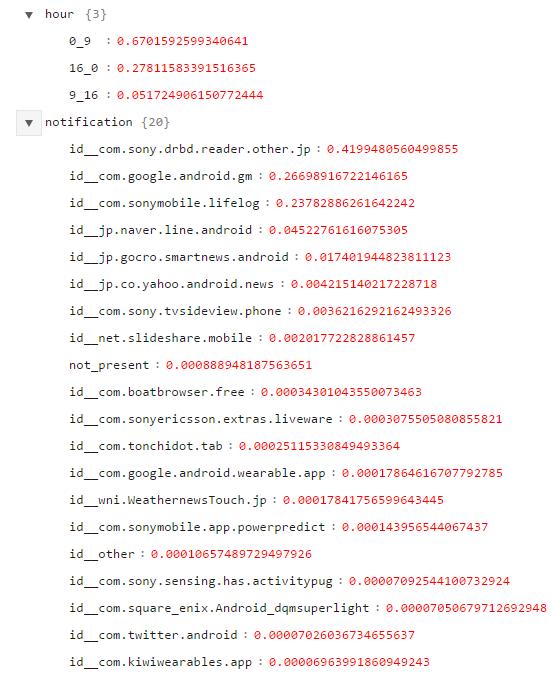 ▼ hour {3}
0_9 : 0.6701592599340641
16_0 : 0.27811583391516365
9_16 : 0.051724906150772444
▼ notification {20}
id__com.sony.drbd.reader.other.jp : 0.4199480560499855
id__com.google.android.gm : 0.26698916722146165
id__com.sonymobile.lifelog : 0.23782886261642242
id__jp.naver.line.android : 0.04522761616075305
id__jp.gocro.smartnews.android : 0.017401944823811123
id__jp.co.yahoo.android.news : 0.004215140217228718
id__com.sony.tvsideview.phone : 0.0036216292162493326
id__net.slideshare.mobile : 0.002017722828861457
not_present : 0.000888948187563651
id__com.boatbrowser.free : 0.00034301043550073463
id__com.sonyericsson.extras.liveware : 0.0003075505080855821
id__com.tonchidot.tab : 0.00025115330849493364
id__com.google.android.wearable.app : 0.00017864616707792785
id__wni.WeathernewsTouch.jp : 0.00017841756599643445
id__com.sonymobile.app.powerpredict : 0.000143956544067437
id__other : 0.00010657489729497926
id__com.sony.sensing.has.activitypug : 0.00007092544100732924
id__com.square_enix.Android_dqmsuperlight : 0.00007050679712692948
id__com.twitter.android : 0.00007026036734655637
id__com.kiwiwearables.app : 0.00006963991860949243